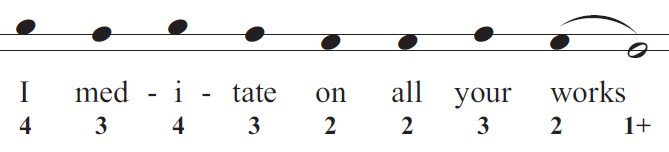 I med - i - tate on all your works
4 3 4 3 2 2 3 2 1+